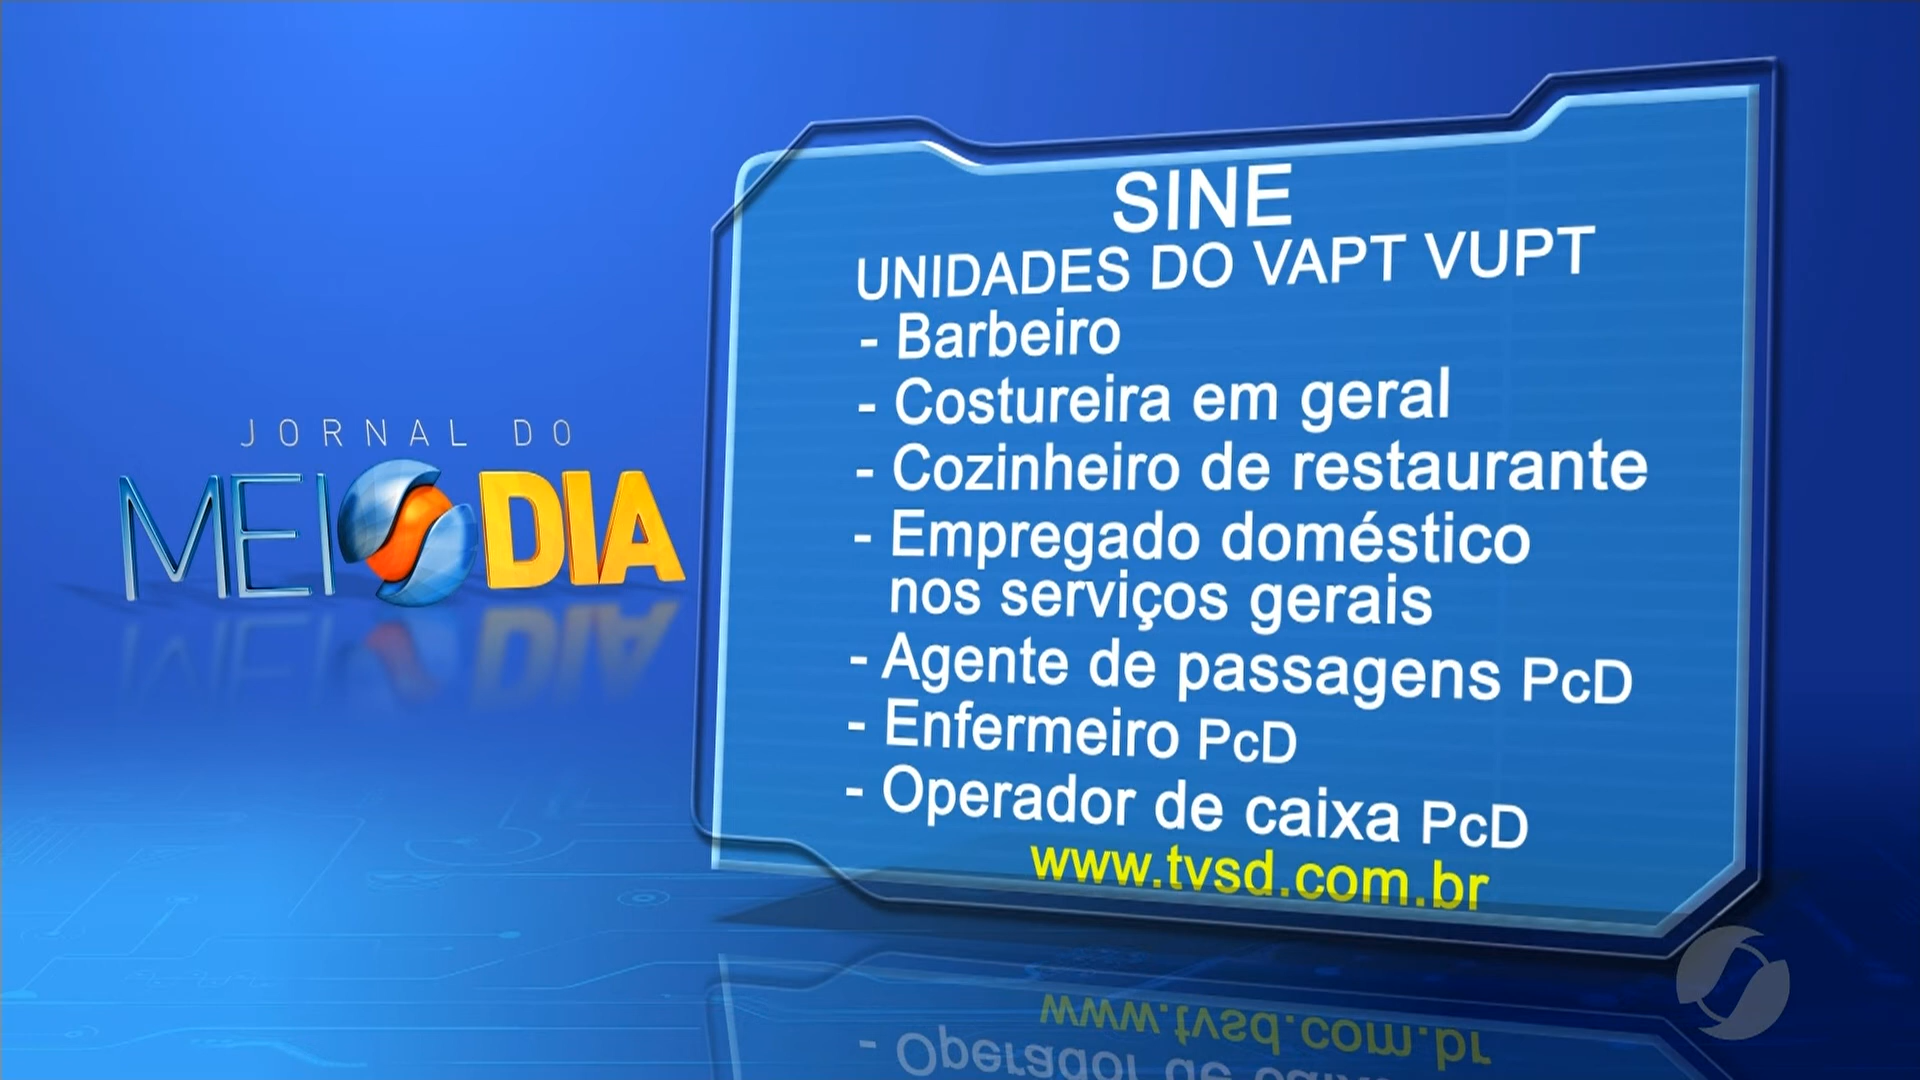 JORNAL DO
MEIO DIA
SINE
UNIDADES DO VAPT VUPT
- Barbeiro
- Costureira em geral
- Cozinheiro de restaurante
- Empregado doméstico
nos serviços gerais
- Agente de passagens PcD
- Enfermeiro PcD
- Operador de caixa PcD
www.tvsd.com.br